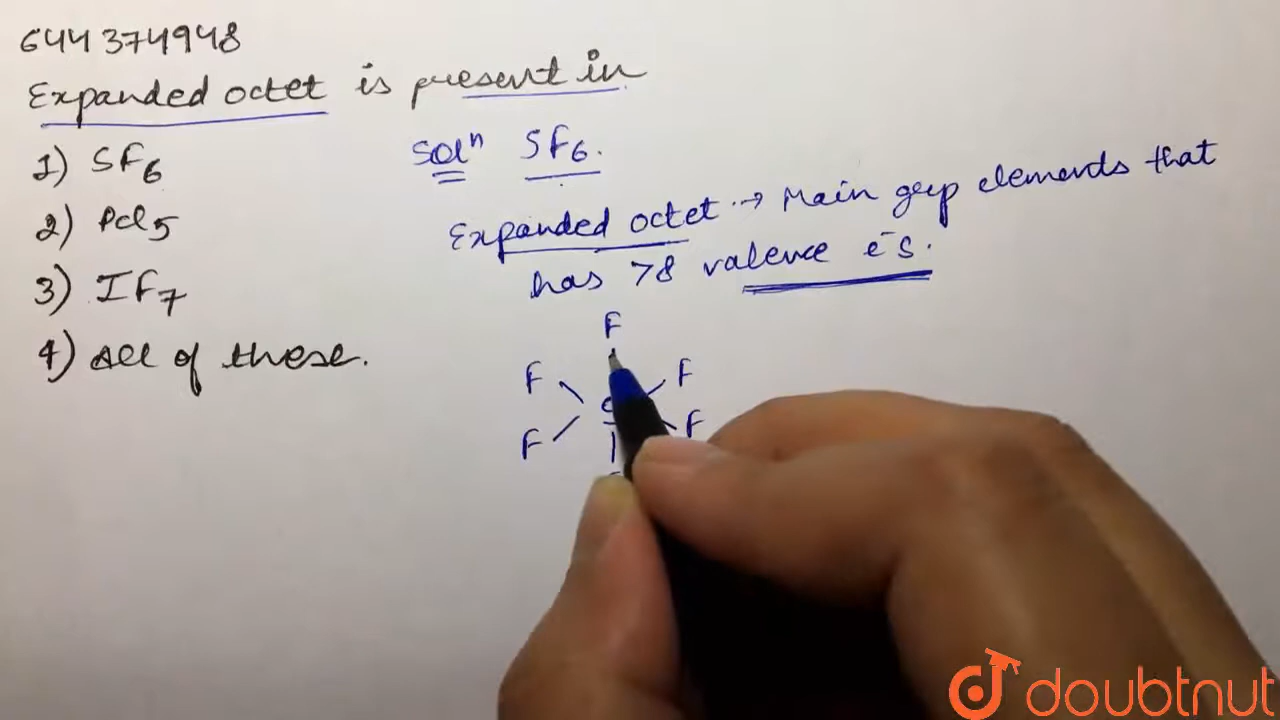 644374948
Expanded octet is present in
1) SF6
2) PCl5
3) IF7
4) All of these.
Solⁿ SF6.
Expanded octet → Main grp elements that
has >8 valence e⁻s.
F
F F
S
F F
doubtnut